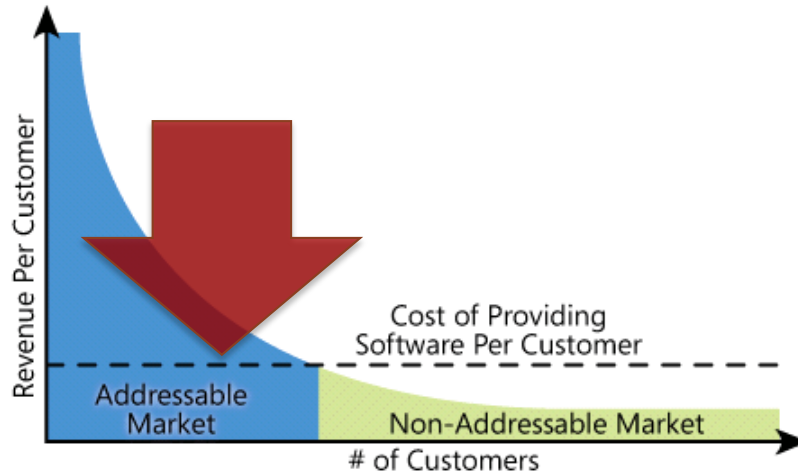 Revenue Per Customer
Cost of Providing
Software Per Customer
Addressable
Market
Non-Addressable Market
# of Customers